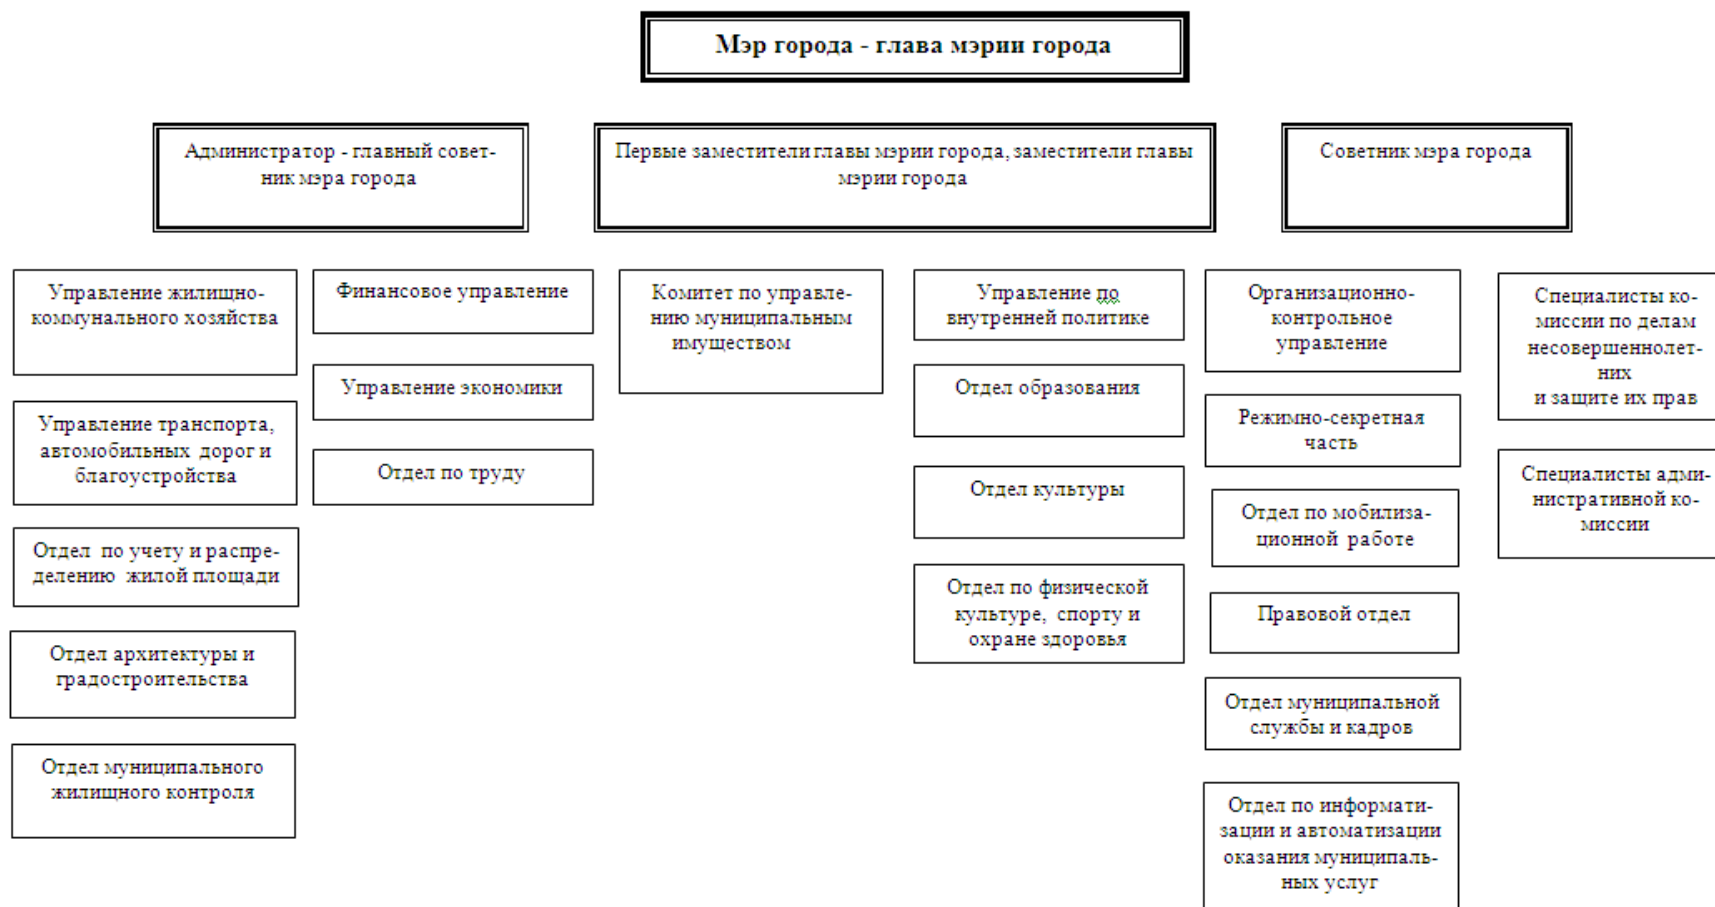 Мэр города - глава мэрии города
Администратор - главный совет-
ник мэра города
Первые заместители главы мэрии города, заместители главы
мэрии города
Советник мэра города
Управление жилищно-
коммунального хозяйства
Управление транспорта,
автомобильных дорог и
благоустройства
Отдел по учету и распре-
делению жилой площади
Отдел архитектуры и
градостроительства
Отдел муниципального
жилищного контроля
Финансовое управление
Управление экономики
Отдел по труду
Комитет по управле-
нию муниципальным
имуществом
Управление по
внутренней политике
Отдел образования
Отдел культуры
Отдел по физической
культуре, спорту и
охране здоровья
Организационно-
контрольное
управление
Режимно-секретная
часть
Отдел по мобилиза-
ционной работе
Правовой отдел
Отдел муниципальной
службы и кадров
Отдел по информати-
зации и автоматизации
оказания муниципаль-
ных услуг
Специалисты ко-
миссии по делам
несовершеннолет-
них
и защите их прав
Специалисты адми-
нистративной ко-
миссии